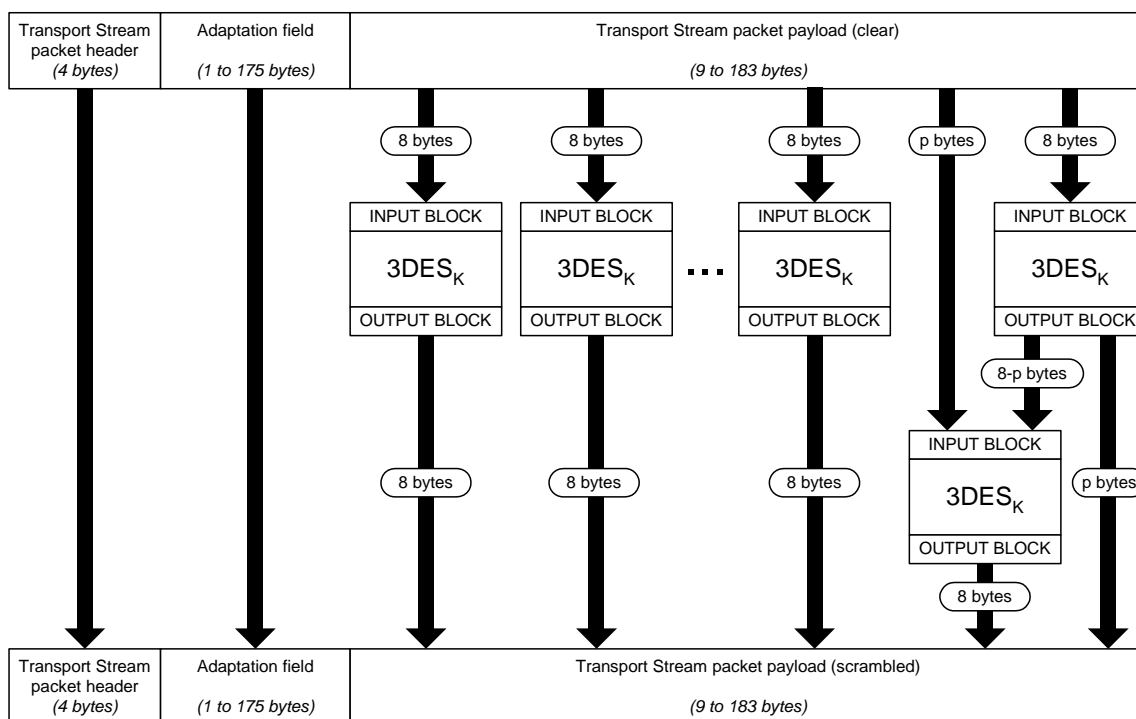 Transport Stream
packet header
(4 bytes)
Adaptation field
(1 to 175 bytes)
Transport Stream packet payload (clear)
(9 to 183 bytes)
8 bytes
8 bytes
8 bytes
p bytes
8 bytes
INPUT BLOCK
3DESK
OUTPUT BLOCK
INPUT BLOCK
3DESK
OUTPUT BLOCK
...
INPUT BLOCK
3DESK
OUTPUT BLOCK
INPUT BLOCK
3DESK
OUTPUT BLOCK
8-p bytes
INPUT BLOCK
3DESK
OUTPUT BLOCK
8 bytes
8 bytes
8 bytes
p bytes
8 bytes
Transport Stream
packet header
(4 bytes)
Adaptation field
(1 to 175 bytes)
Transport Stream packet payload (scrambled)
(9 to 183 bytes)